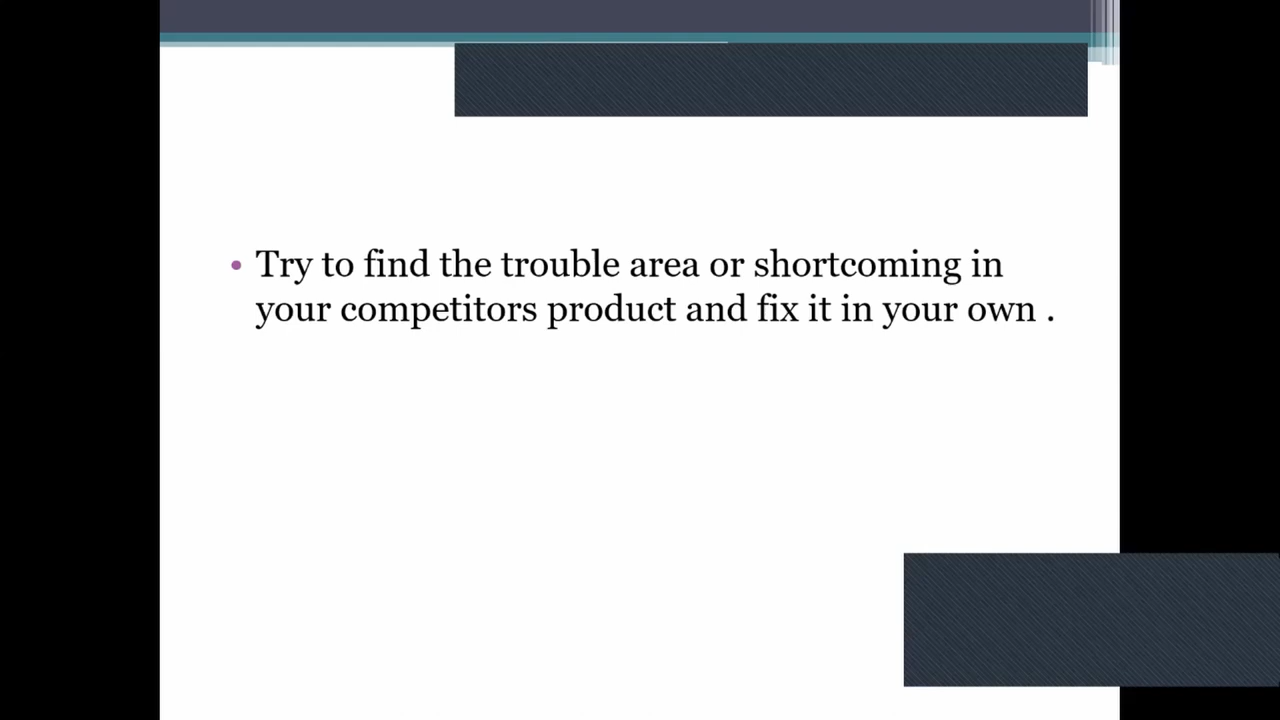 • Try to find the trouble area or shortcoming in
your competitors product and fix it in your own .